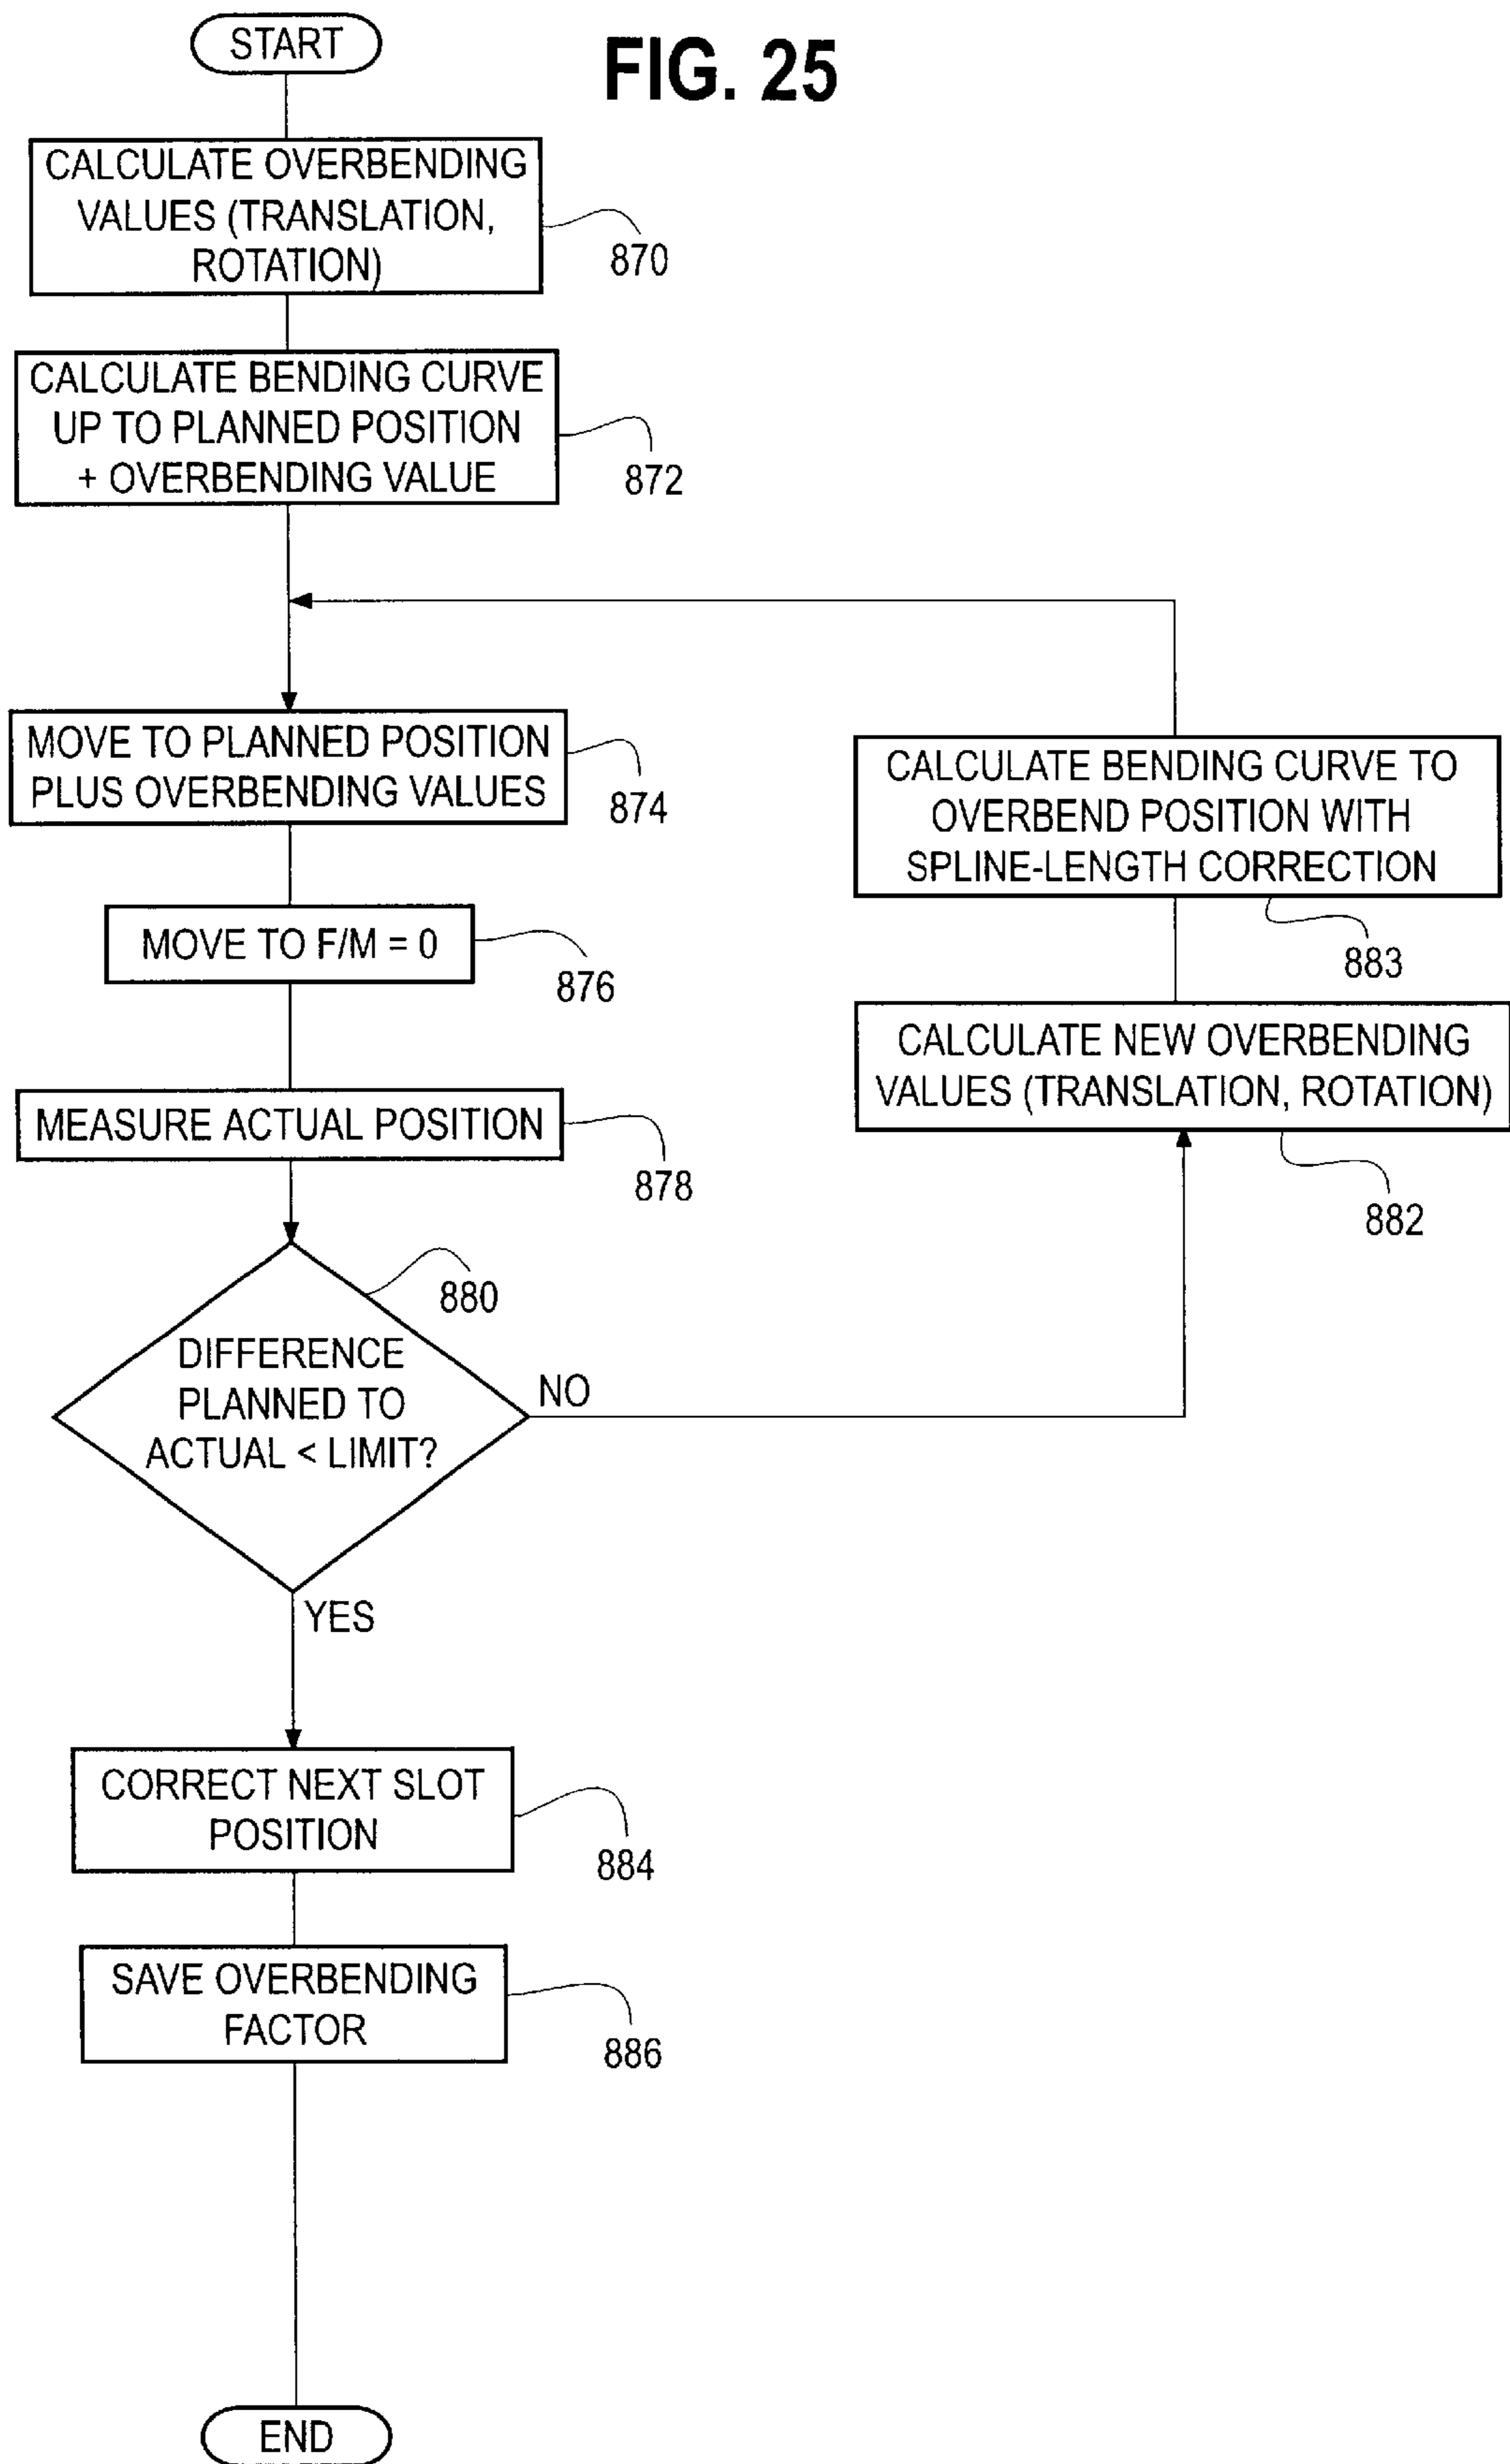 START
FIG. 25
CALCULATE OVERBENDING
VALUES (TRANSLATION,
ROTATION)
870
CALCULATE BENDING CURVE
UP TO PLANNED POSITION
+ OVERBENDING VALUE
872
MOVE TO PLANNED POSITION
PLUS OVERBENDING VALUES
874
CALCULATE BENDING CURVE TO
OVERBEND POSITION WITH
SPLINE-LENGTH CORRECTION
883
MOVE TO F/M = 0
876
CALCULATE NEW OVERBENDING
VALUES (TRANSLATION, ROTATION)
882
MEASURE ACTUAL POSITION
878
880
DIFFERENCE
PLANNED TO
ACTUAL < LIMIT?
NO
YES
CORRECT NEXT SLOT
POSITION
884
SAVE OVERBENDING
FACTOR
886
END